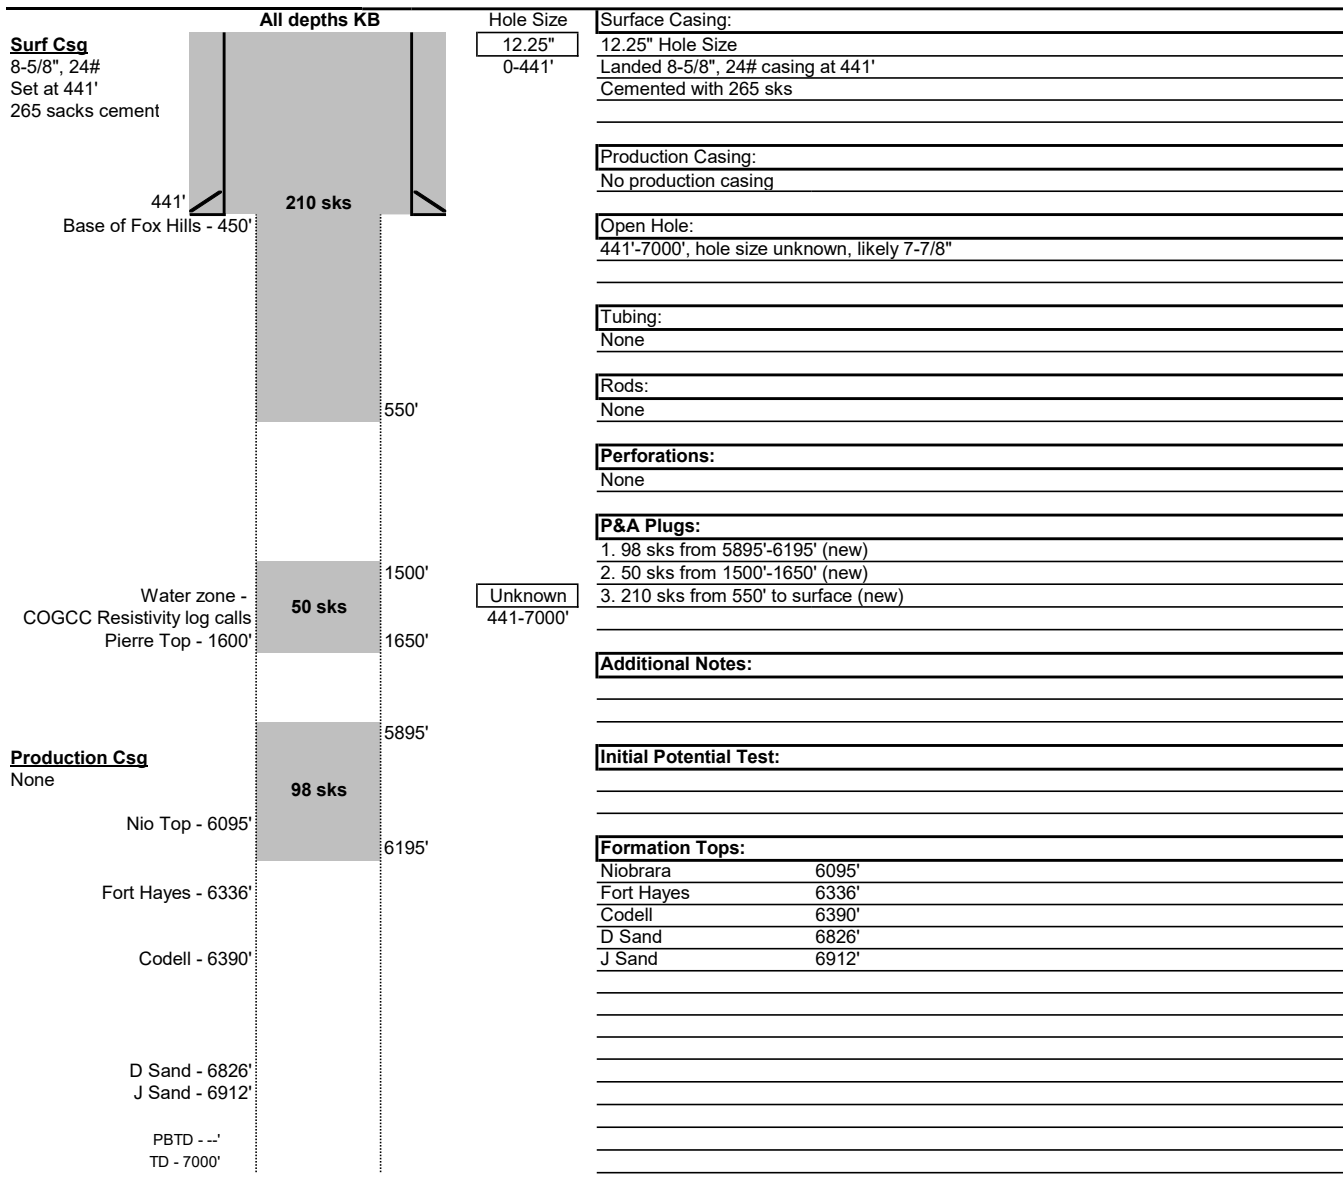 All depths KB
Hole Size
Surf Csg
12.25"
8-5/8", 24#
0-441'
Set at 441'
265 sacks cement
441'
210 sks
Base of Fox Hills - 450'
550'
1500'
Water zone -
COGCC Resistivity log calls
50 sks
Unknown
441-7000'
Pierre Top - 1600'
1650'
5895'
Production Csg
None
98 sks
Nio Top - 6095'
6195'
Fort Hayes - 6336'
Codell - 6390'
D Sand - 6826'
J Sand - 6912'
PBTD - --'
TD - 7000'
Surface Casing:
12.25" Hole Size
Landed 8-5/8", 24# casing at 441'
Cemented with 265 sks
Production Casing:
No production casing
Open Hole:
441'-7000', hole size unknown, likely 7-7/8"
Tubing:
None
Rods:
None
Perforations:
None
P&A Plugs:
1. 98 sks from 5895'-6195' (new)
2. 50 sks from 1500'-1650' (new)
3. 210 sks from 550' to surface (new)
Additional Notes:
Initial Potential Test:
Formation Tops:
Niobrara 6095'
Fort Hayes 6336'
Codell 6390'
D Sand 6826'
J Sand 6912'